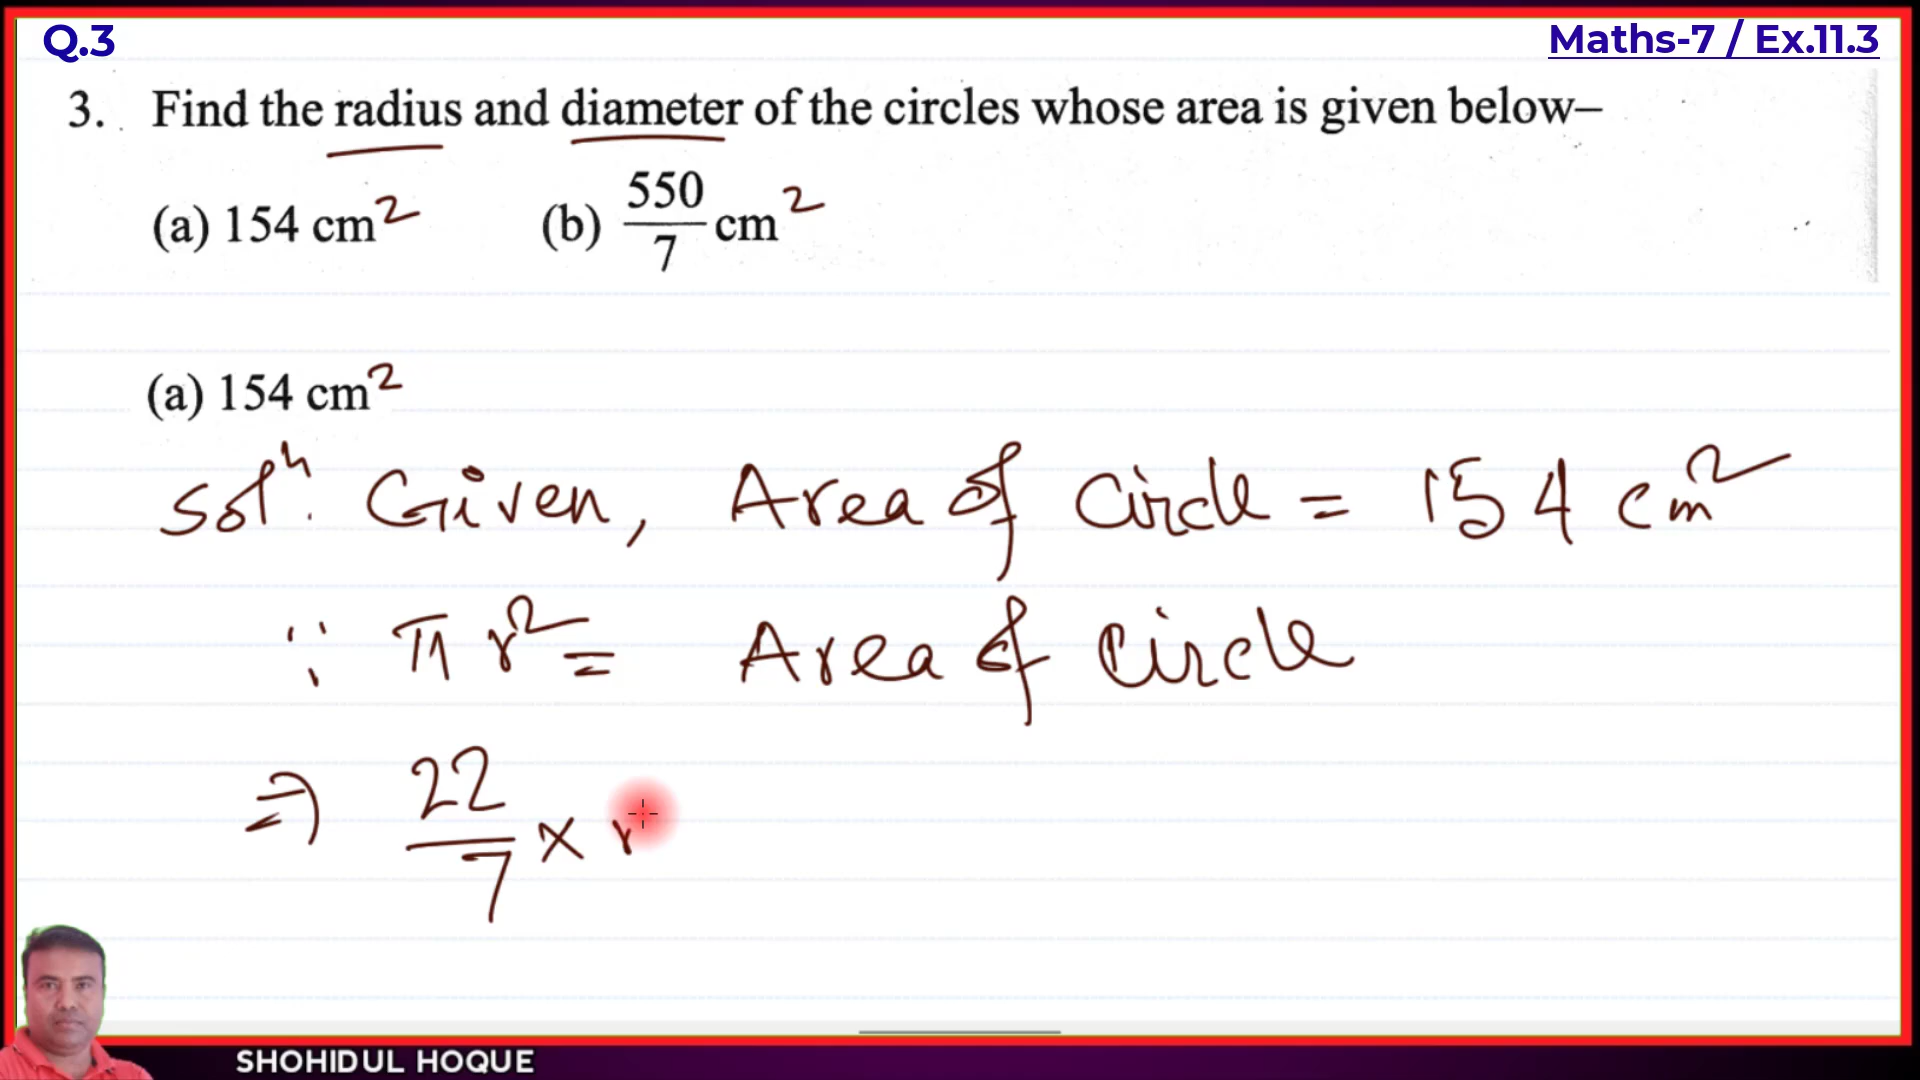 Q.3
Maths-7 / Ex.11.3
3. Find the radius and diameter of the circles whose area is given below–
(a) 154 cm² (b) 550/7 cm²
(a) 154 cm²
Solⁿ. Given, Area of Circle = 154 cm²
∵ π r² = Area of Circle
⇒ 22/7 × r
SHOHIDUL HOQUE